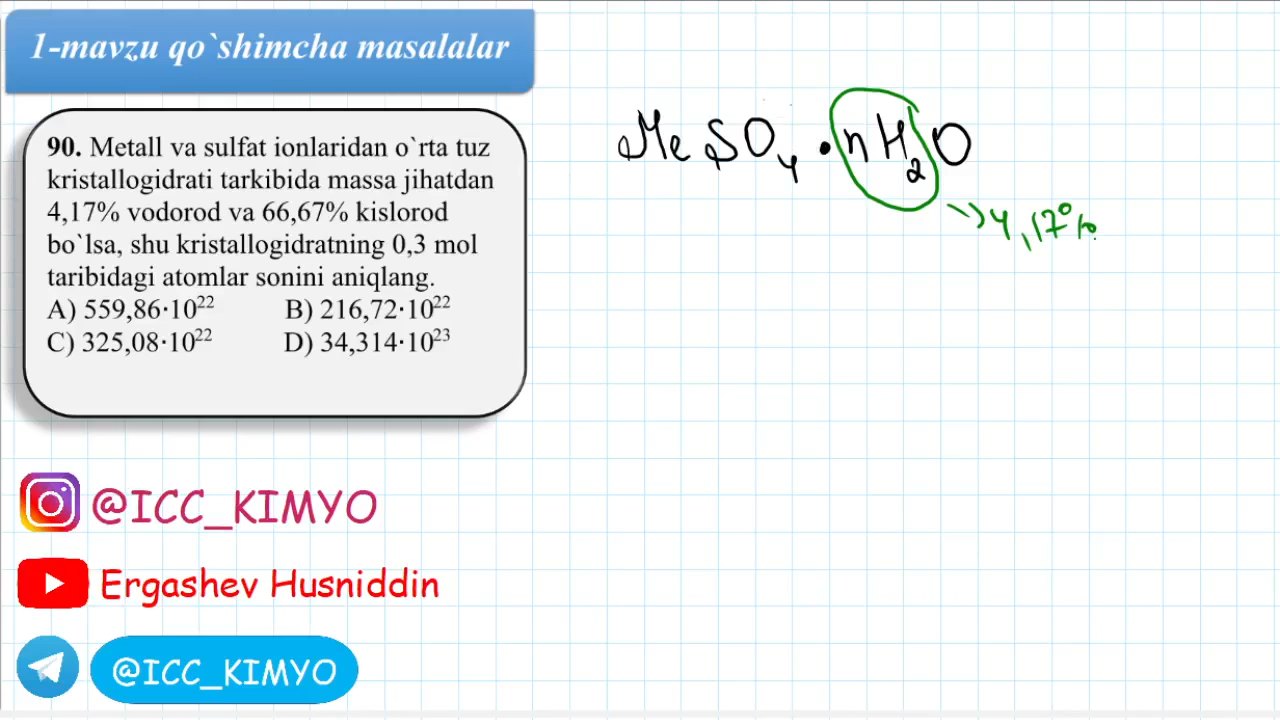 1-mavzu qo`shimcha masalalar
90. Metall va sulfat ionlaridan o`rta tuz
kristallogidrati tarkibida massa jihatdan
4,17% vodorod va 66,67% kislorod
bo`lsa, shu kristallogidratning 0,3 mol
taribidagi atomlar sonini aniqlang.
A) 559,86·10²² B) 216,72·10²²
C) 325,08·10²² D) 34,314·10²³
MeSO₄ · nH₂O
→ 4,17%
@ICC_KIMYO
Ergashev Husniddin
@ICC_KIMYO